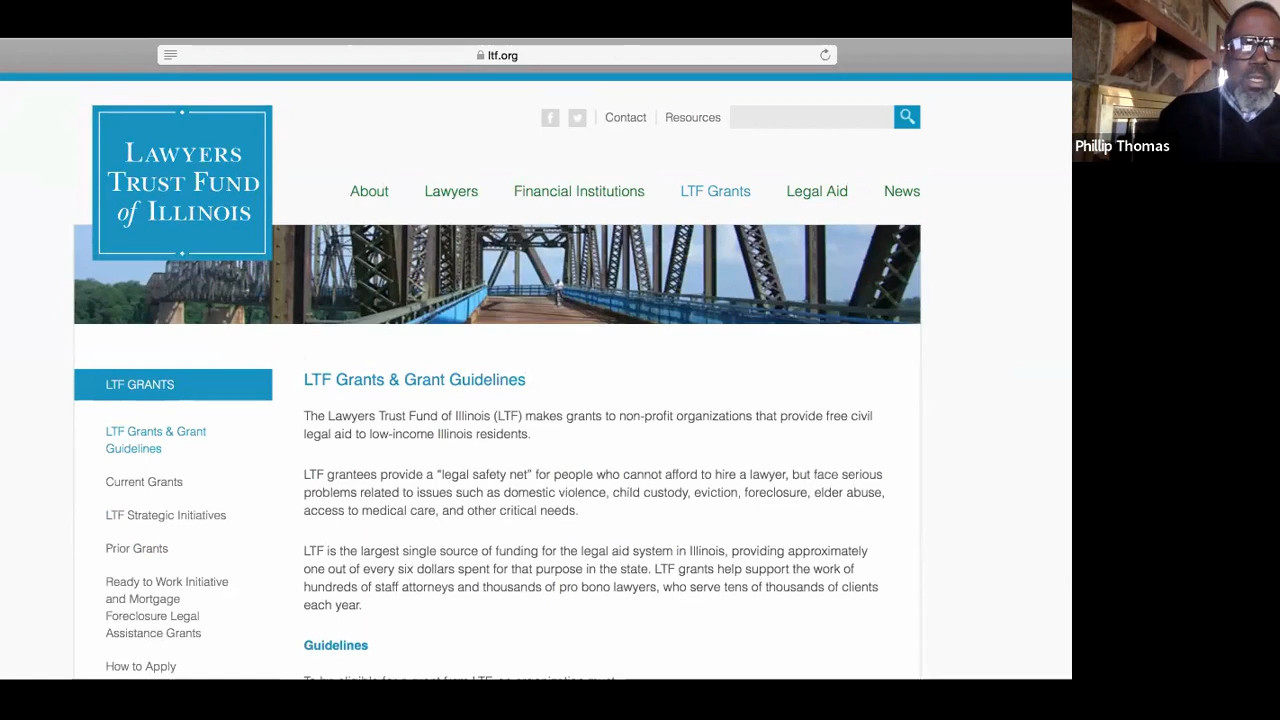 ltf.org
LAWYERS
TRUST FUND
of ILLINOIS
Contact
Resources
About
Lawyers
Financial Institutions
LTF Grants
Legal Aid
News
Phillip Thomas
LTF GRANTS
LTF Grants & Grant
Guidelines
Current Grants
LTF Strategic Initiatives
Prior Grants
Ready to Work Initiative
and Mortgage
Foreclosure Legal
Assistance Grants
How to Apply
LTF Grants & Grant Guidelines
The Lawyers Trust Fund of Illinois (LTF) makes grants to non-profit organizations that provide free civil
legal aid to low-income Illinois residents.
LTF grantees provide a “legal safety net” for people who cannot afford to hire a lawyer, but face serious
problems related to issues such as domestic violence, child custody, eviction, foreclosure, elder abuse,
access to medical care, and other critical needs.
LTF is the largest single source of funding for the legal aid system in Illinois, providing approximately
one out of every six dollars spent for that purpose in the state. LTF grants help support the work of
hundreds of staff attorneys and thousands of pro bono lawyers, who serve tens of thousands of clients
each year.
Guidelines